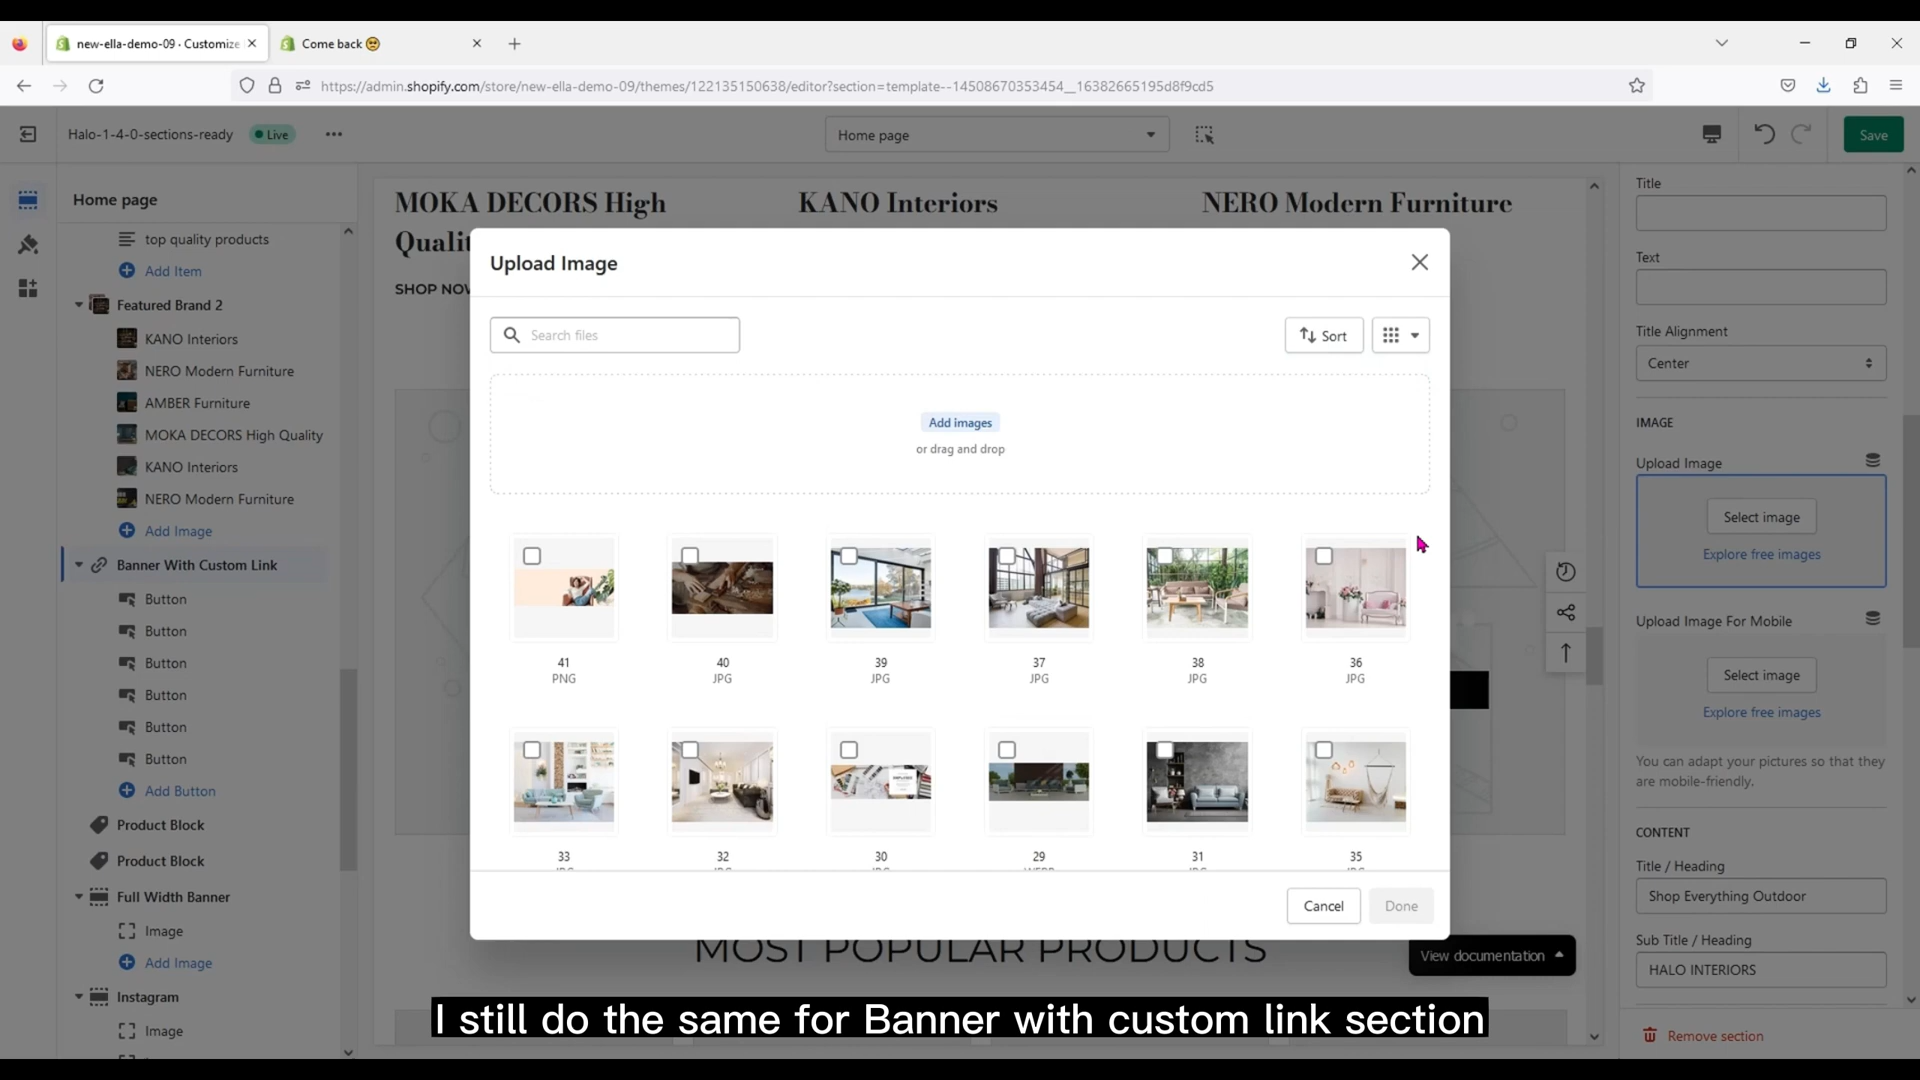 new-ella-demo-09 · Customize
Come back 🥺
https://admin.shopify.com/store/new-ella-demo-09/themes/122135150638/editor?section=template--14508670353454__16382665195d8f9cd5
Halo-1-4-0-sections-ready
Live
Home page
Save
Home page
top quality products
Add Item
Featured Brand 2
KANO Interiors
NERO Modern Furniture
AMBER Furniture
MOKA DECORS High Quality
KANO Interiors
NERO Modern Furniture
Add Image
Banner With Custom Link
Button
Button
Button
Button
Button
Button
Add Button
Product Block
Product Block
Full Width Banner
Image
Add Image
Instagram
Image
MOKA DECORS High
KANO Interiors
NERO Modern Furniture
SHOP NOW
Upload Image
Search files
Sort
Add images
or drag and drop
41
PNG
40
JPG
39
JPG
37
JPG
38
JPG
36
JPG
33
32
30
29
31
35
Cancel
Done
MOST POPULAR PRODUCTS
View documentation
Title
Text
Title Alignment
Center
IMAGE
Upload Image
Select image
Explore free images
Upload Image For Mobile
Select image
Explore free images
You can adapt your pictures so that they
are mobile-friendly.
CONTENT
Title / Heading
Shop Everything Outdoor
Sub Title / Heading
HALO INTERIORS
Remove section
I still do the same for Banner with custom link section